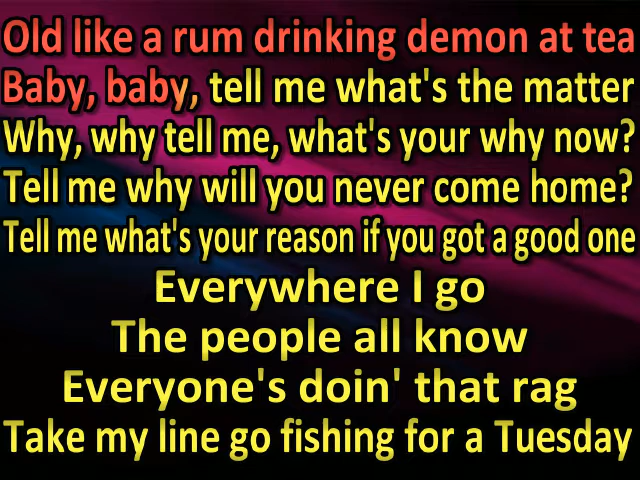 Old like a rum drinking demon at tea
Baby, baby, tell me what's the matter
Why, why tell me, what's your why now?
Tell me why will you never come home?
Tell me what's your reason if you got a good one
Everywhere I go
The people all know
Everyone's doin' that rag
Take my line go fishing for a Tuesday